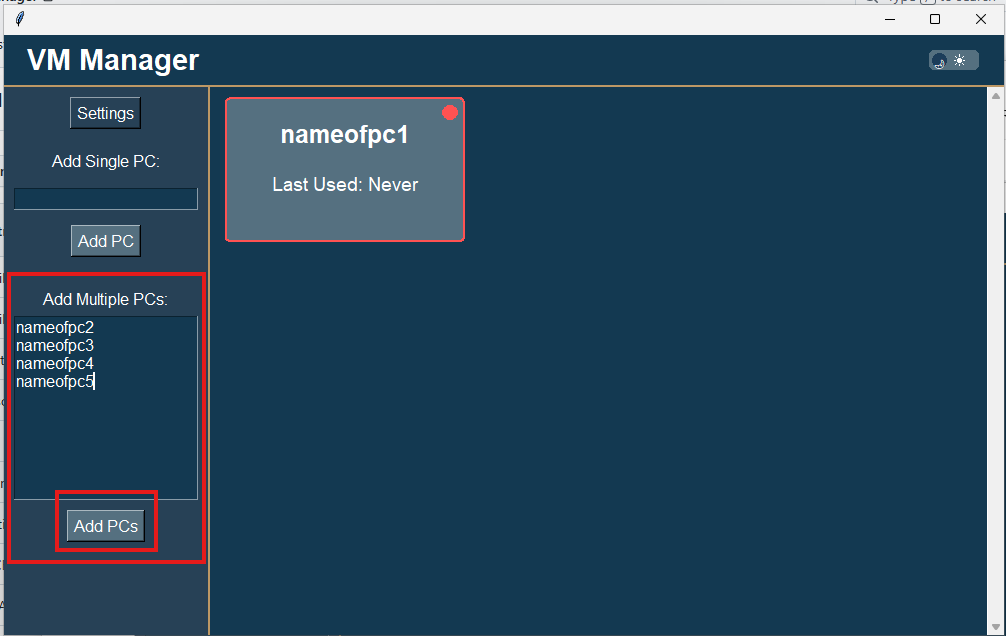 VM Manager
Settings
Add Single PC:
Add PC
Add Multiple PCs:
nameofpc2
nameofpc3
nameofpc4
nameofpc5
Add PCs
nameofpc1
Last Used: Never